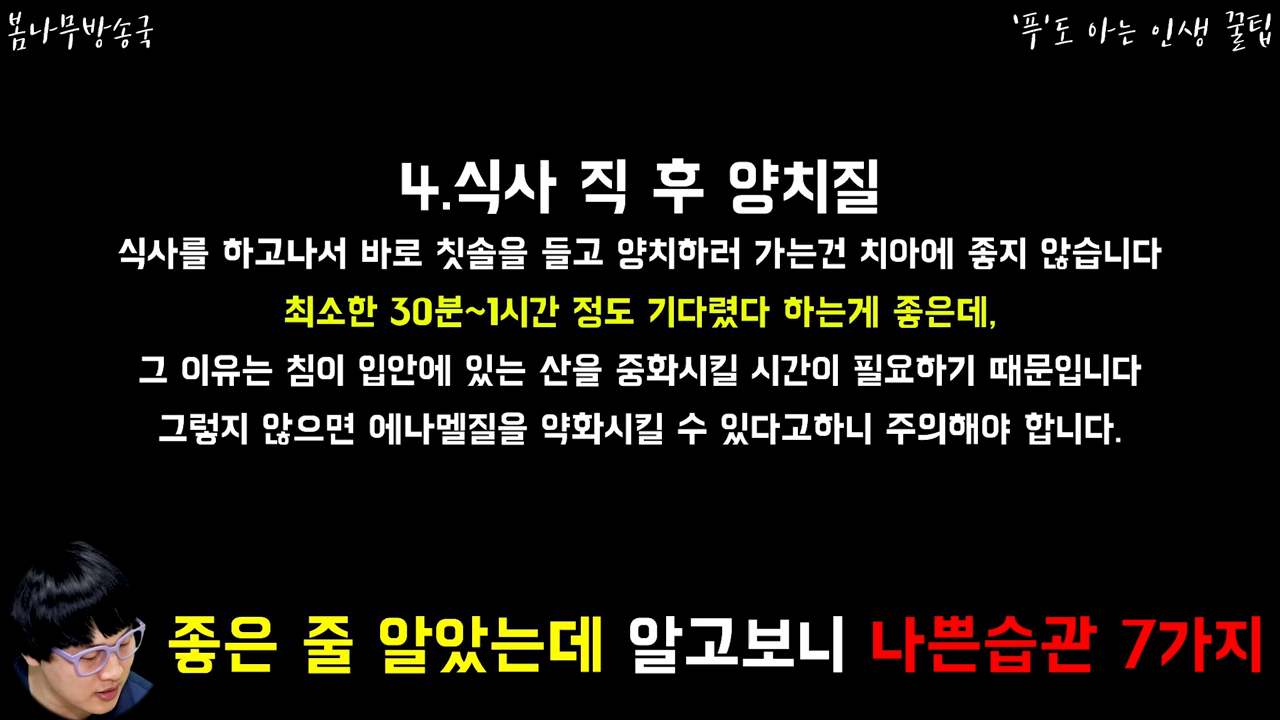 봄나무방송국
'푸'도 아는 인생 꿀팁
4.식사 직 후 양치질
식사를 하고나서 바로 칫솔을 들고 양치하러 가는건 치아에 좋지 않습니다
최소한 30분~1시간 정도 기다렸다 하는게 좋은데,
그 이유는 침이 입안에 있는 산을 중화시킬 시간이 필요하기 때문입니다
그렇지 않으면 에나멜질을 약화시킬 수 있다고하니 주의해야 합니다.
좋은 줄 알았는데 알고보니 나쁜습관 7가지